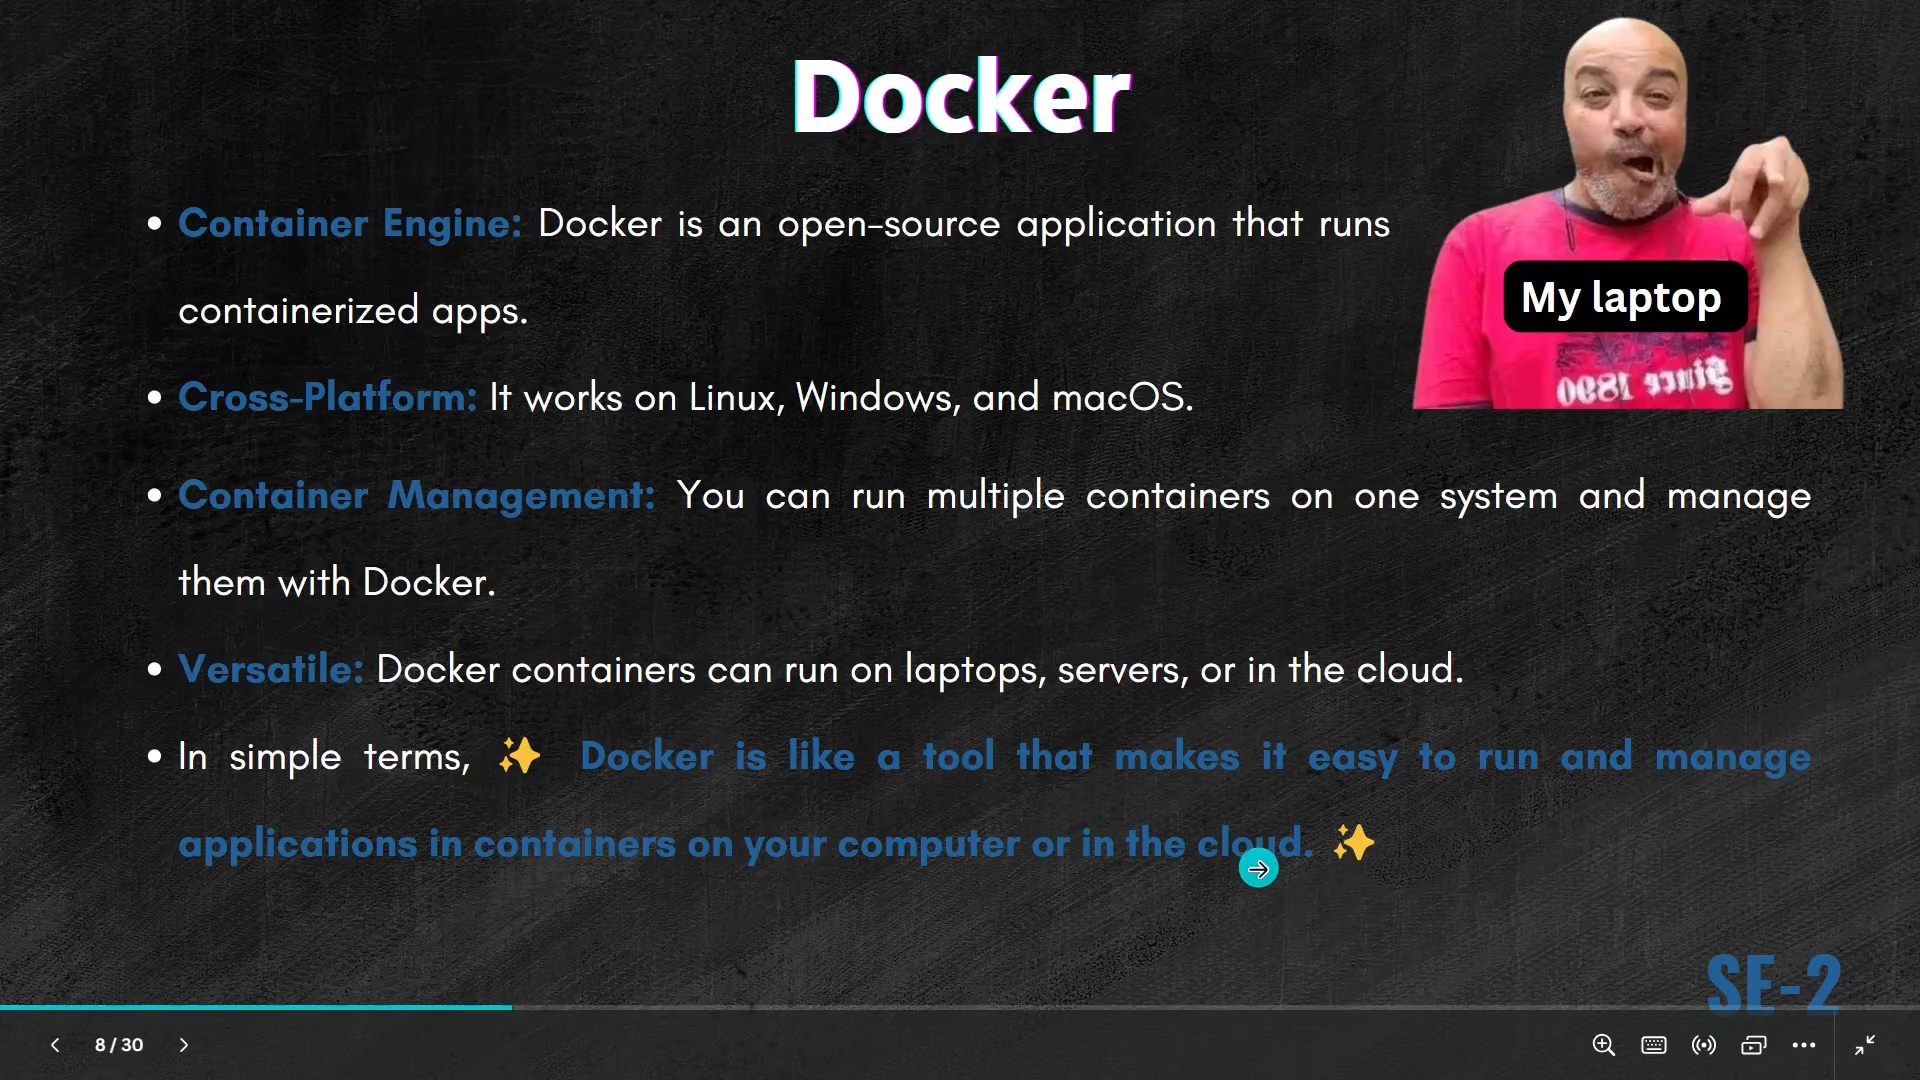 Docker
• Container Engine: Docker is an open-source application that runs
containerized apps.
• Cross-Platform: It works on Linux, Windows, and macOS.
• Container Management: You can run multiple containers on one system and manage
them with Docker.
• Versatile: Docker containers can run on laptops, servers, or in the cloud.
• In simple terms, ✨ Docker is like a tool that makes it easy to run and manage
applications in containers on your computer or in the cloud. ✨
My laptop
Since 1890
SE-2
8 / 30